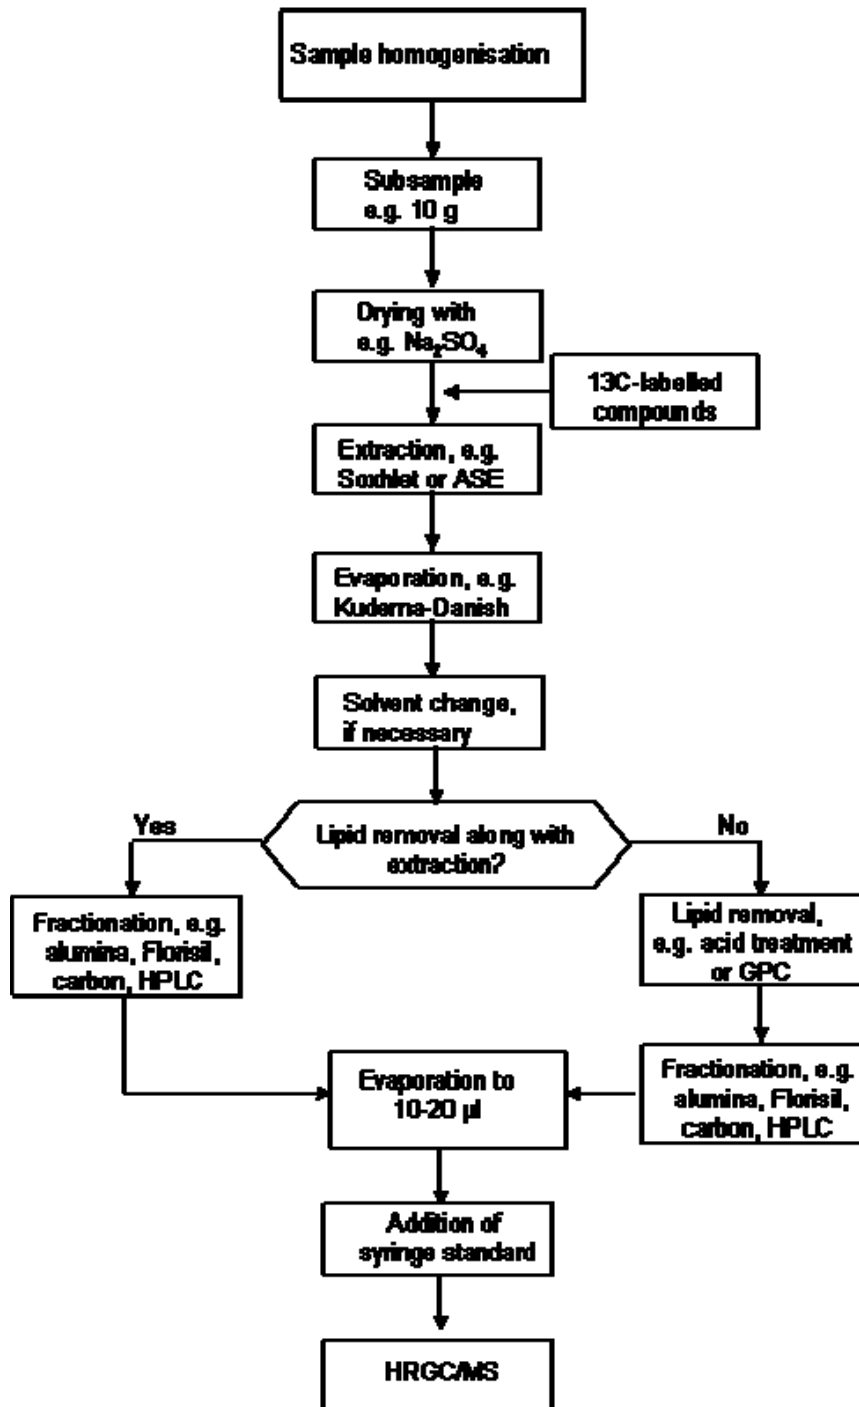 Sample homogenisation
Subsample
e.g. 10 g
Drying with
e.g. Na₂SO₄
13C-labelled
compounds
Extraction, e.g.
Soxhlet or ASE
Evaporation, e.g.
Kuderna-Danish
Solvent change,
if necessary
Lipid removal along with
extraction?
Yes
No
Fractionation, e.g.
alumina, Florisil,
carbon, HPLC
Lipid removal,
e.g. acid treatment
or GPC
Fractionation, e.g.
alumina, Florisil,
carbon, HPLC
Evaporation to
10-20 µl
Addition of
syringe standard
HRGC/MS